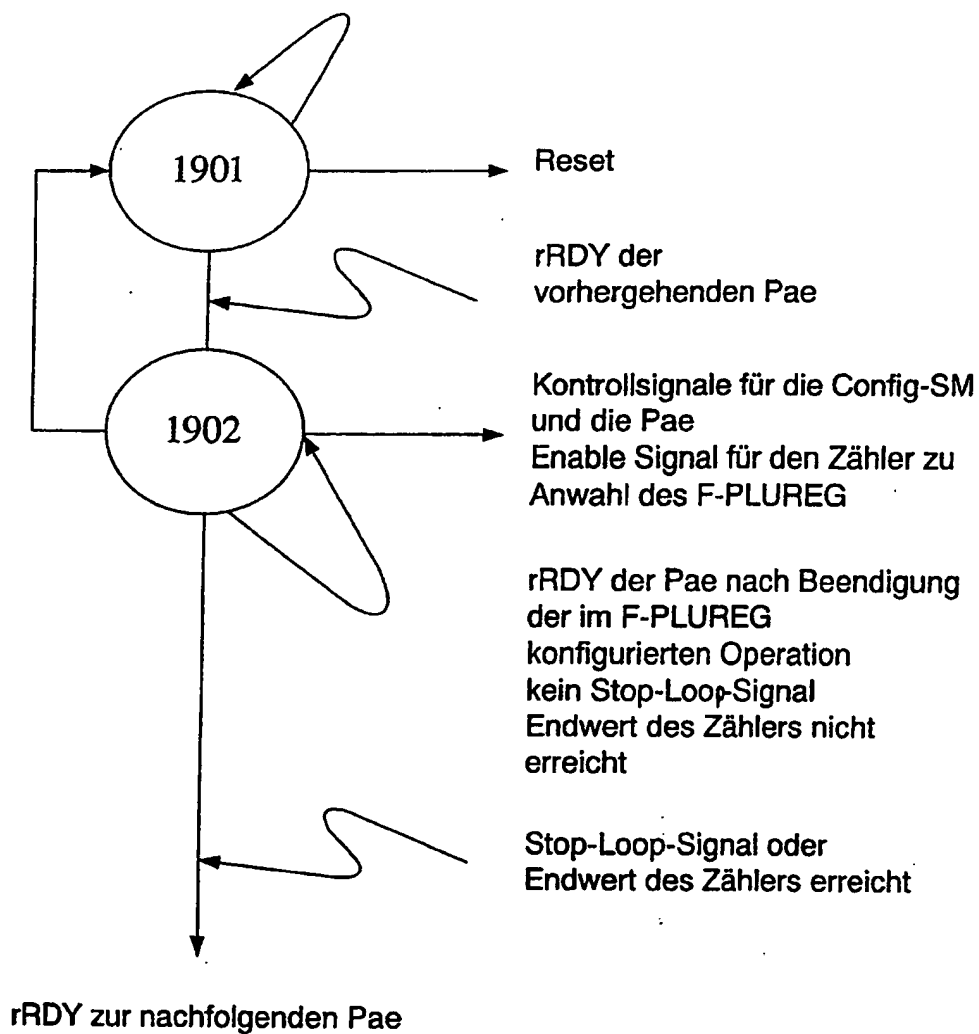 1901
Reset
rRDY der
vorhergehenden Pae
1902
Kontrollsignale für die Config-SM
und die Pae
Enable Signal für den Zähler zu
Anwahl des F-PLUREG
rRDY der Pae nach Beendigung
der im F-PLUREG
konfigurierten Operation
kein Stop-Loop-Signal
Endwert des Zählers nicht
erreicht
Stop-Loop-Signal oder
Endwert des Zählers erreicht
rRDY zur nachfolgenden Pae